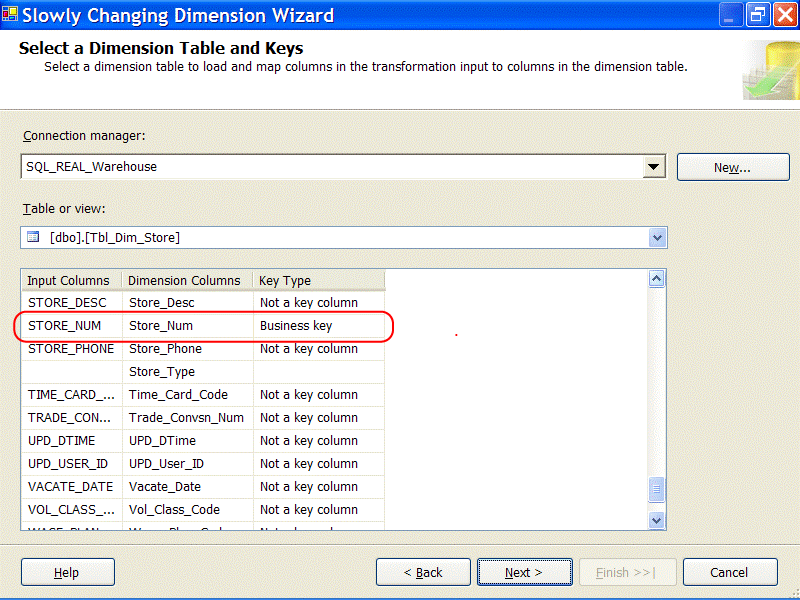 Slowly Changing Dimension Wizard
Select a Dimension Table and Keys
Select a dimension table to load and map columns in the transformation input to columns in the dimension table.
Connection manager:
SQL_REAL_Warehouse
New...
Table or view:
[dbo].[Tbl_Dim_Store]
Input Columns Dimension Columns Key Type
STORE_DESC Store_Desc Not a key column
STORE_NUM Store_Num Business key
STORE_PHONE Store_Phone Not a key column
Store_Type
TIME_CARD_... Time_Card_Code Not a key column
TRADE_CON... Trade_Convsn_Num Not a key column
UPD_DTIME UPD_DTime Not a key column
UPD_USER_ID UPD_User_ID Not a key column
VACATE_DATE Vacate_Date Not a key column
VOL_CLASS_... Vol_Class_Code Not a key column
Help < Back Next > Finish >>| Cancel